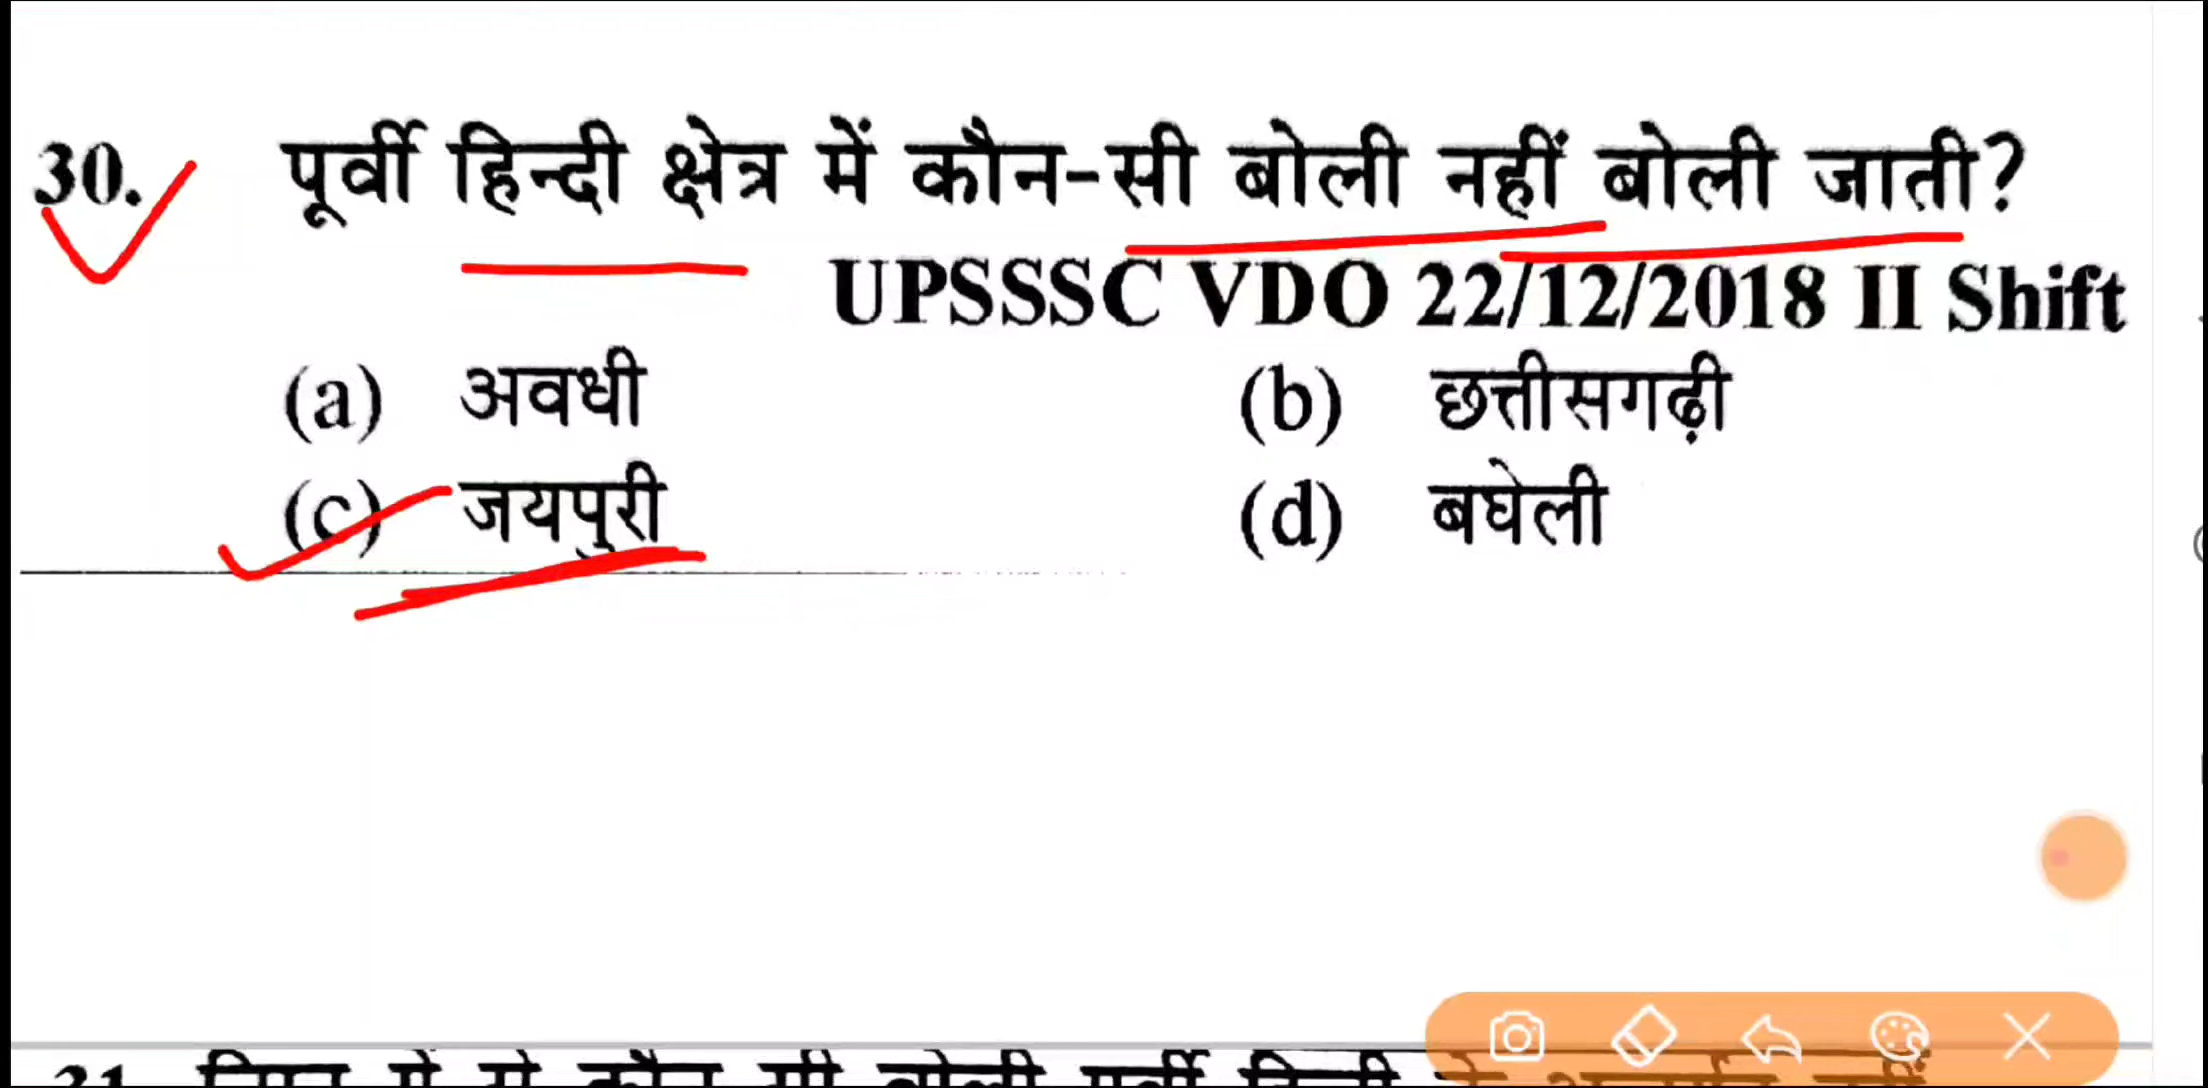 30. पूर्वी हिन्दी क्षेत्र में कौन-सी बोली नहीं बोली जाती?
UPSSSC VDO 22/12/2018 II Shift
(a) अवधी (b) छत्तीसगढ़ी
(c) जयपुरी (d) बघेली